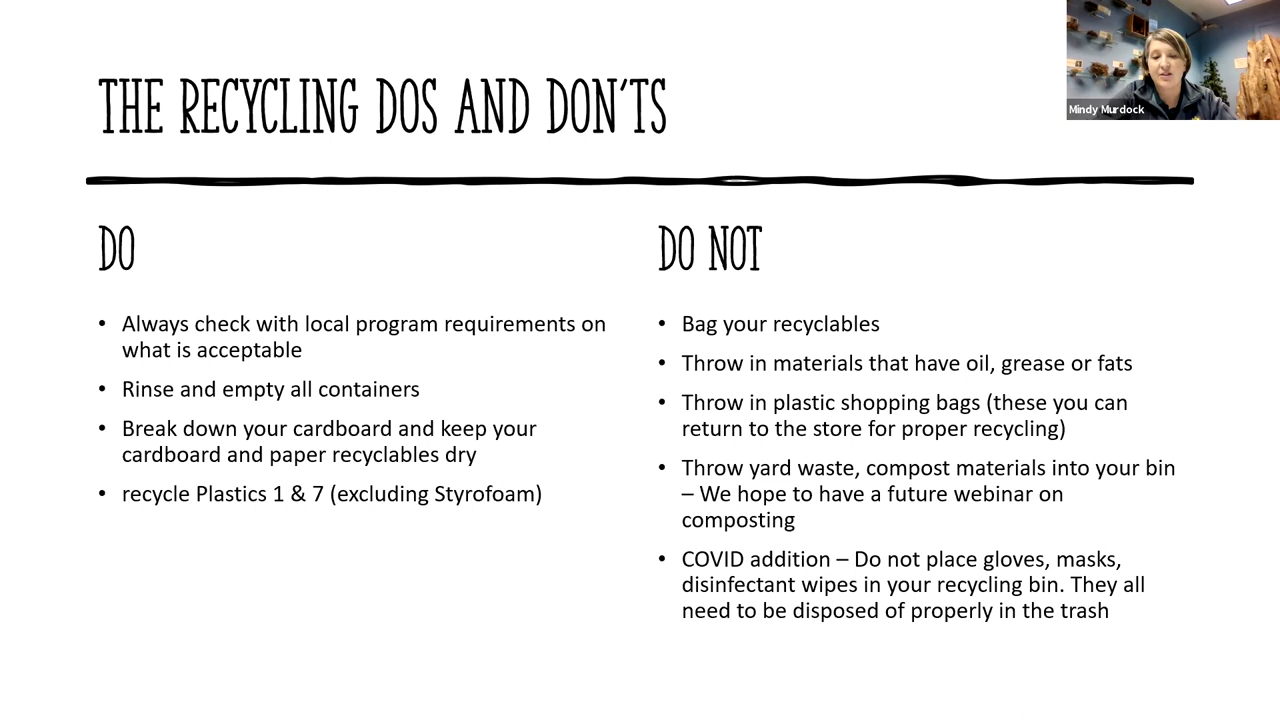 THE RECYCLING DOS AND DON'TS
Mindy Murdock
DO
• Always check with local program requirements on
what is acceptable
• Rinse and empty all containers
• Break down your cardboard and keep your
cardboard and paper recyclables dry
• recycle Plastics 1 & 7 (excluding Styrofoam)
DO NOT
• Bag your recyclables
• Throw in materials that have oil, grease or fats
• Throw in plastic shopping bags (these you can
return to the store for proper recycling)
• Throw yard waste, compost materials into your bin
– We hope to have a future webinar on
composting
• COVID addition – Do not place gloves, masks,
disinfectant wipes in your recycling bin. They all
need to be disposed of properly in the trash